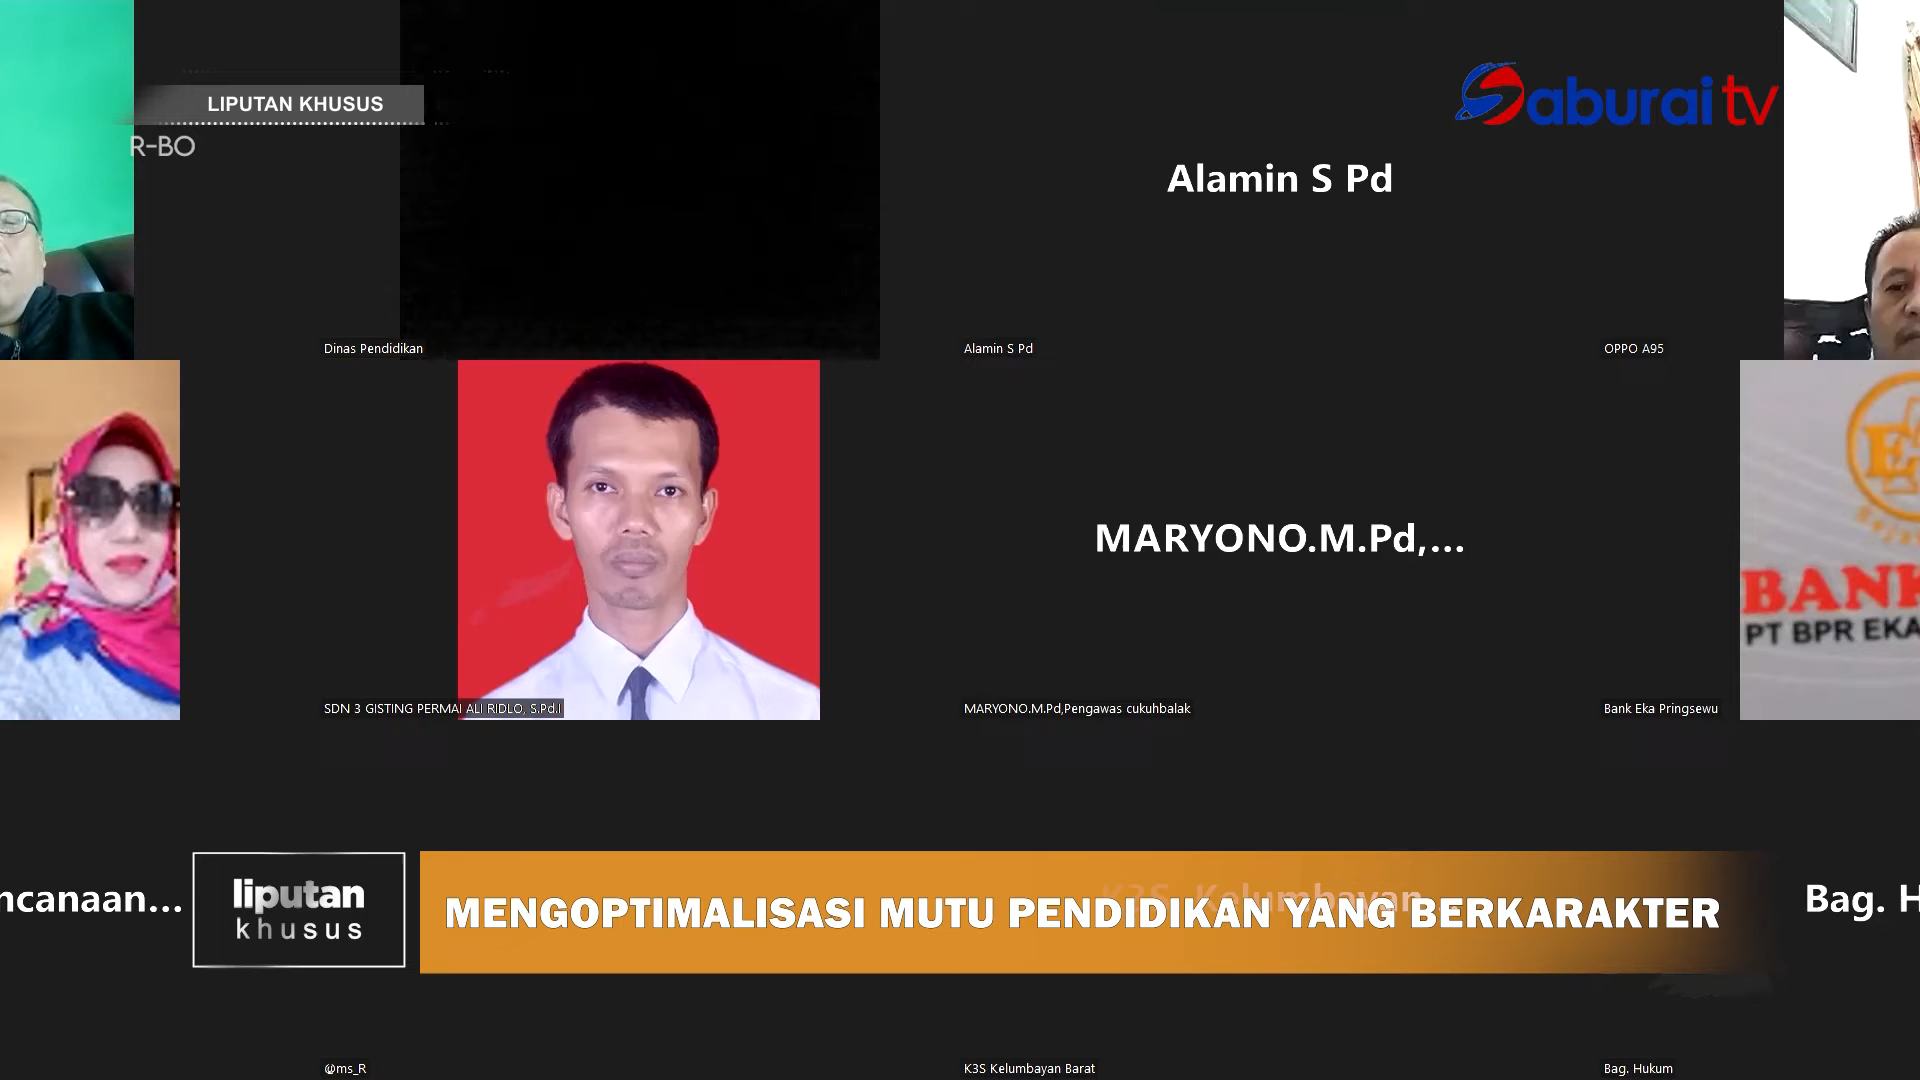 LIPUTAN KHUSUS
R-BO
Saburai tv
Alamin S Pd
Dinas Pendidikan
Alamin S Pd
OPPO A95
MARYONO.M.Pd,...
BANK
PT BPR EKA
SDN 3 GISTING PERMAI ALI RIDLO, S.Pd.I
MARYONO.M.Pd,Pengawas cukuhbalak
Bank Eka Pringsewu
ncanaan...
liputan
khusus
K3S Kelumbayan
MENGOPTIMALISASI MUTU PENDIDIKAN YANG BERKARAKTER
Bag. H
@ms_R
K3S Kelumbayan Barat
Bag. Hukum